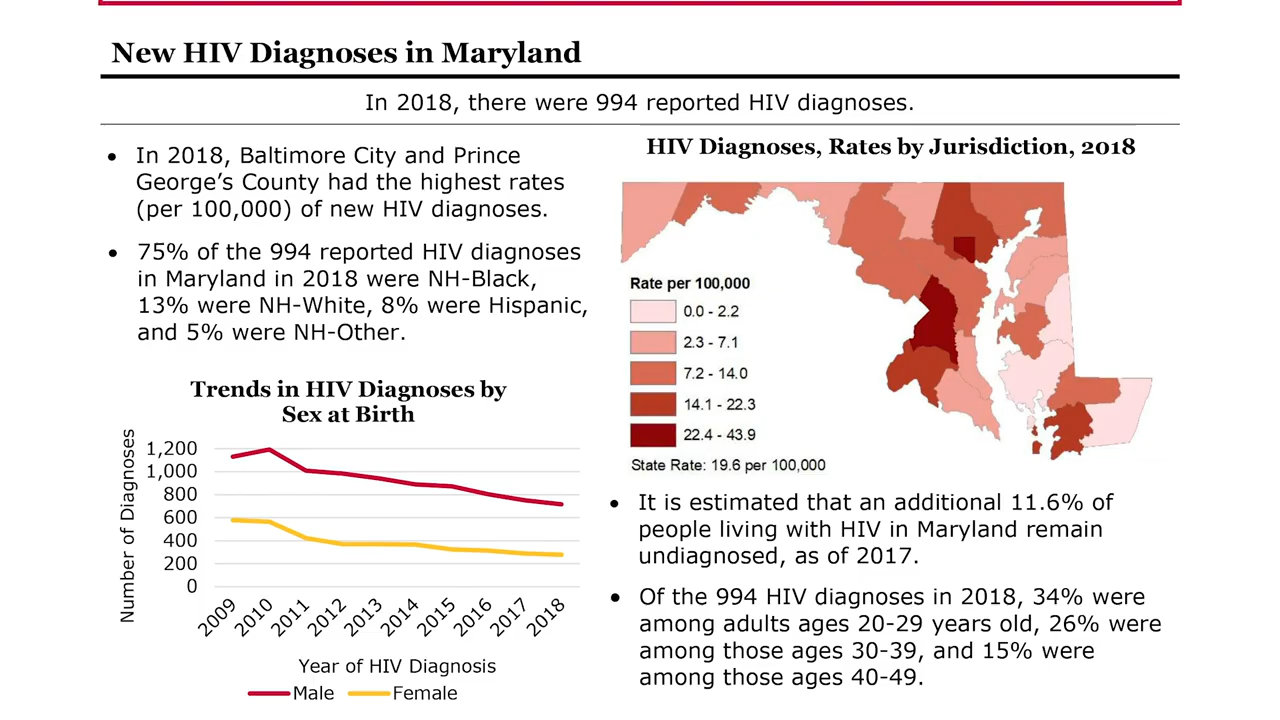 New HIV Diagnoses in Maryland
In 2018, there were 994 reported HIV diagnoses.
• In 2018, Baltimore City and Prince
George’s County had the highest rates
(per 100,000) of new HIV diagnoses.
• 75% of the 994 reported HIV diagnoses
in Maryland in 2018 were NH-Black,
13% were NH-White, 8% were Hispanic,
and 5% were NH-Other.
Trends in HIV Diagnoses by
Sex at Birth
Number of Diagnoses
1,200
1,000
800
600
400
200
0
2009 2010 2011 2012 2013 2014 2015 2016 2017 2018
Year of HIV Diagnosis
Male Female
HIV Diagnoses, Rates by Jurisdiction, 2018
Rate per 100,000
0.0 - 2.2
2.3 - 7.1
7.2 - 14.0
14.1 - 22.3
22.4 - 43.9
State Rate: 19.6 per 100,000
• It is estimated that an additional 11.6% of
people living with HIV in Maryland remain
undiagnosed, as of 2017.
• Of the 994 HIV diagnoses in 2018, 34% were
among adults ages 20-29 years old, 26% were
among those ages 30-39, and 15% were
among those ages 40-49.